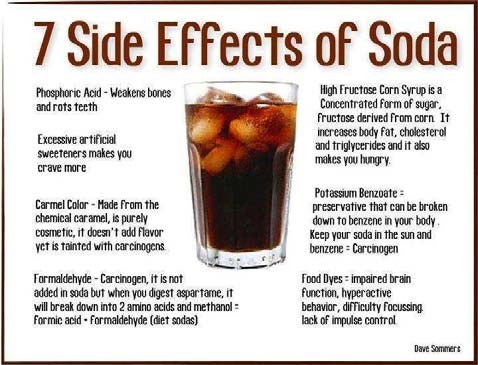 7 Side Effects of Soda
Phosphoric Acid - Weakens bones
and rots teeth
Excessive artificial
sweeteners makes you
crave more
Carmel Color - Made from the
chemical caramel, is purely
cosmetic, it doesn't add flavor
yet is tainted with carcinogens.
Formaldehyde - Carcinogen, it is not
added in soda but when you digest aspartame, it
will break down into 2 amino acids and methanol =
formic acid + formaldehyde (diet sodas)
High Fructose Corn Syrup is a
Concentrated form of sugar,
fructose derived from corn. It
increases body fat, cholesterol
and triglycerides and it also
makes you hungry.
Potassium Benzoate =
preservative that can be broken
down to benzene in your body.
Keep your soda in the sun and
benzene = Carcinogen
Food Dyes = impaired brain
function, hyperactive
behavior, difficulty focussing.
lack of impulse control.
Dave Sommers